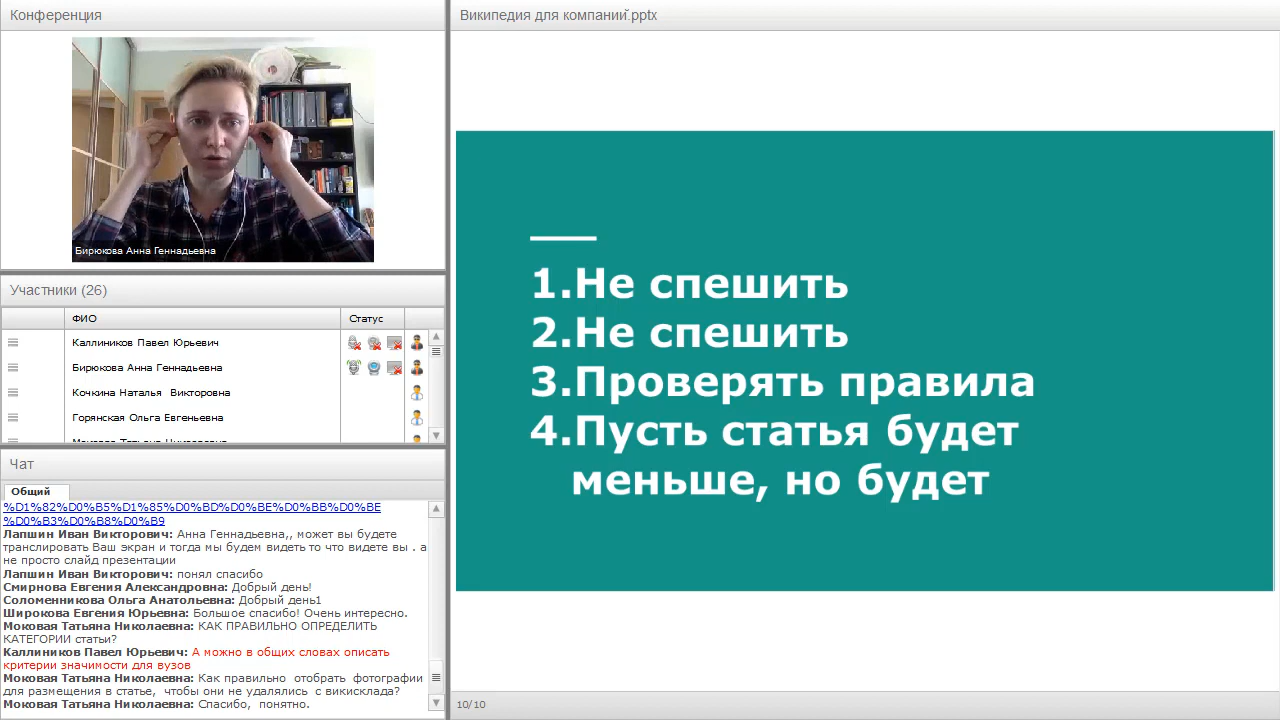 Конференция
Бирюкова Анна Геннадьевна
Участники (26)
ФИО Статус
Каллиников Павел Юрьевич
Бирюкова Анна Геннадьевна
Кочкина Наталья Викторовна
Горянская Ольга Евгеньевна
Чат
Общий
%D1%82%D0%B5%D1%85%D0%BD%D0%BE%D0%BB%D0%BE
%D0%B3%D0%B8%D0%B9
Лапшин Иван Викторович: Анна Геннадьевна,, может вы будете
транслировать Ваш экран и тогда мы будем видеть то что видете вы . а
не просто слайд презентации
Лапшин Иван Викторович: понял спасибо
Смирнова Евгения Александровна: Добрый день!
Соломенникова Ольга Анатольевна: Добрый день1
Широкова Евгения Юрьевна: Большое спасибо! Очень интересно.
Моковая Татьяна Николаевна: КАК ПРАВИЛЬНО ОПРЕДЕЛИТЬ
КАТЕГОРИИ статьи?
Каллиников Павел Юрьевич: А можно в общих словах описать
критерии значимости для вузов
Моковая Татьяна Николаевна: Как правильно отобрать фотографии
для размещения в статье, чтобы они не удалялись с викисклада?
Моковая Татьяна Николаевна: Спасибо, понятно.
Википедия для компаний.pptx
1.Не спешить
2.Не спешить
3.Проверять правила
4.Пусть статья будет
меньше, но будет
10/10